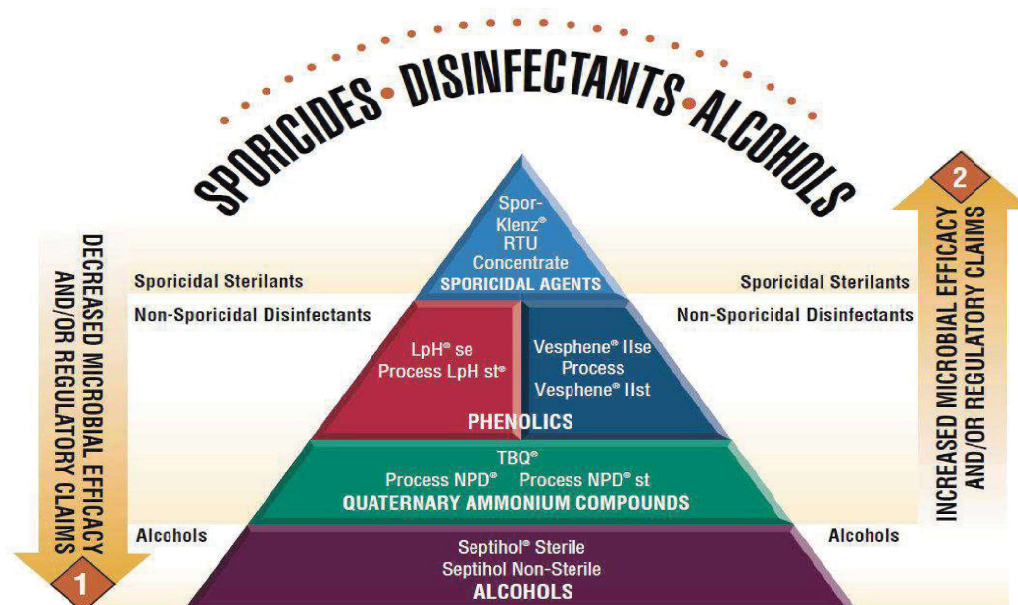 SPORICIDES • DISINFECTANTS • ALCOHOLS
2
INCREASED MICROBIAL EFFICACY
AND/OR REGULATORY CLAIMS
DECREASED MICROBIAL EFFICACY
AND/OR REGULATORY CLAIMS
1
Spor-
Klenz®
RTU
Concentrate
SPORICIDAL AGENTS
Sporicidal Sterilants
Sporicidal Sterilants
Non-Sporicidal Disinfectants
Non-Sporicidal Disinfectants
LpH® se
Process LpH st®
Vesphene® IIse
Process
Vesphene® IIst
PHENOLICS
TBQ®
Process NPD® Process NPD® st
QUATERNARY AMMONIUM COMPOUNDS
Alcohols
Alcohols
Septihol® Sterile
Septihol Non-Sterile
ALCOHOLS